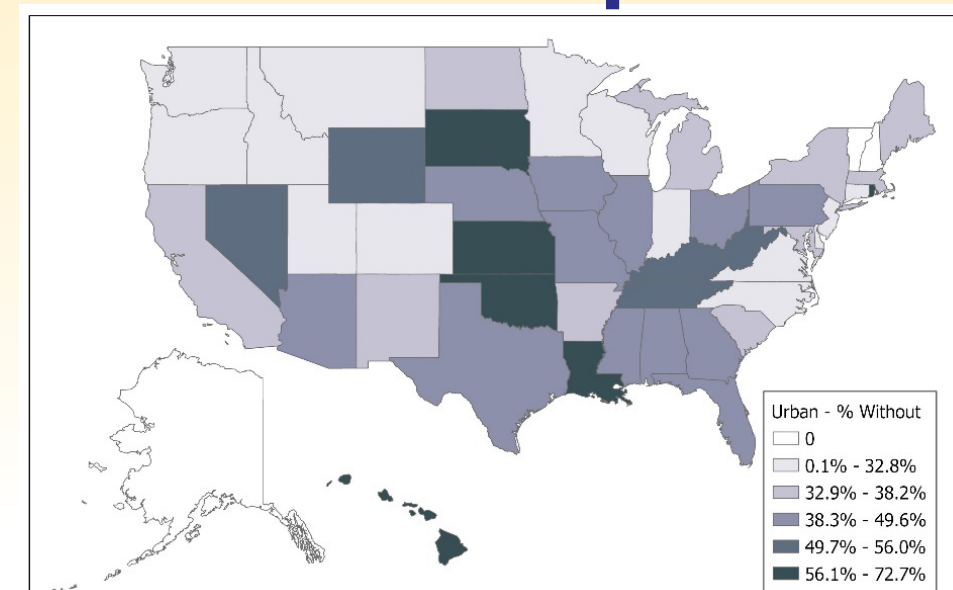 Urban - % Without
0
0.1% - 32.8%
32.9% - 38.2%
38.3% - 49.6%
49.7% - 56.0%
56.1% - 72.7%